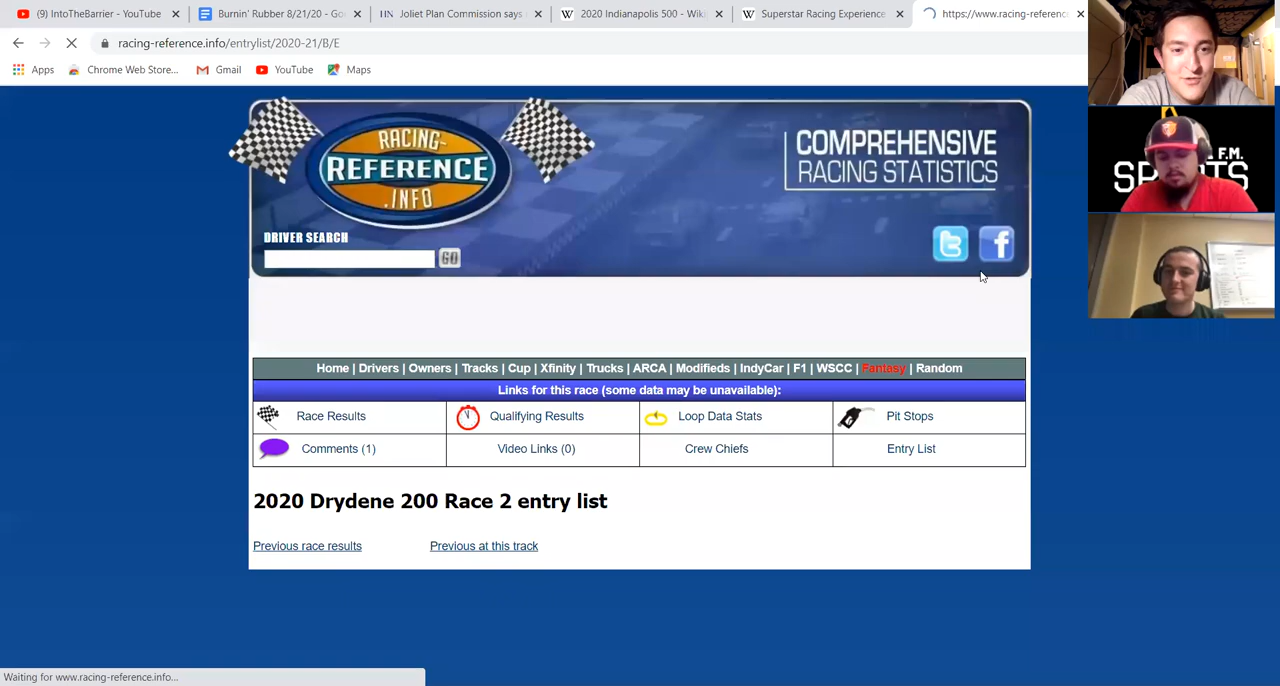 (9) IntoTheBarrier - YouTube
Burnin' Rubber 8/21/20 - Go
HN Joliet Plan Commission says
W 2020 Indianapolis 500 - Wiki
W Superstar Racing Experience
https://www.racing-reference
racing-reference.info/entrylist/2020-21/B/E
Apps Chrome Web Store... Gmail YouTube Maps
RACING-
REFERENCE
.INFO
COMPREHENSIVE
RACING STATISTICS
DRIVER SEARCH
GO
F.M.
Home | Drivers | Owners | Tracks | Cup | Xfinity | Trucks | ARCA | Modifieds | IndyCar | F1 | WSCC | Fantasy | Random
Links for this race (some data may be unavailable):
Race Results Qualifying Results Loop Data Stats Pit Stops
Comments (1) Video Links (0) Crew Chiefs Entry List
2020 Drydene 200 Race 2 entry list
Previous race results Previous at this track
Waiting for www.racing-reference.info...